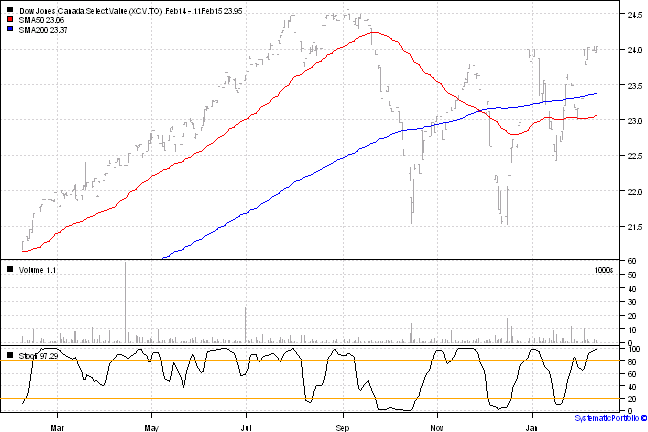 Dow Jones Canada Select Value (XCV.TO) Feb14 - 11Feb15 23.95
SMA50 23.06
SMA200 23.37
24.5
24.0
23.5
23.0
22.5
22.0
21.5
Volume 1.1
1000s
60
50
40
30
20
10
0
StocF 97.29
100
80
60
40
20
0
Mar May Jul Sep Nov Jan
SystematicPortfolio ©